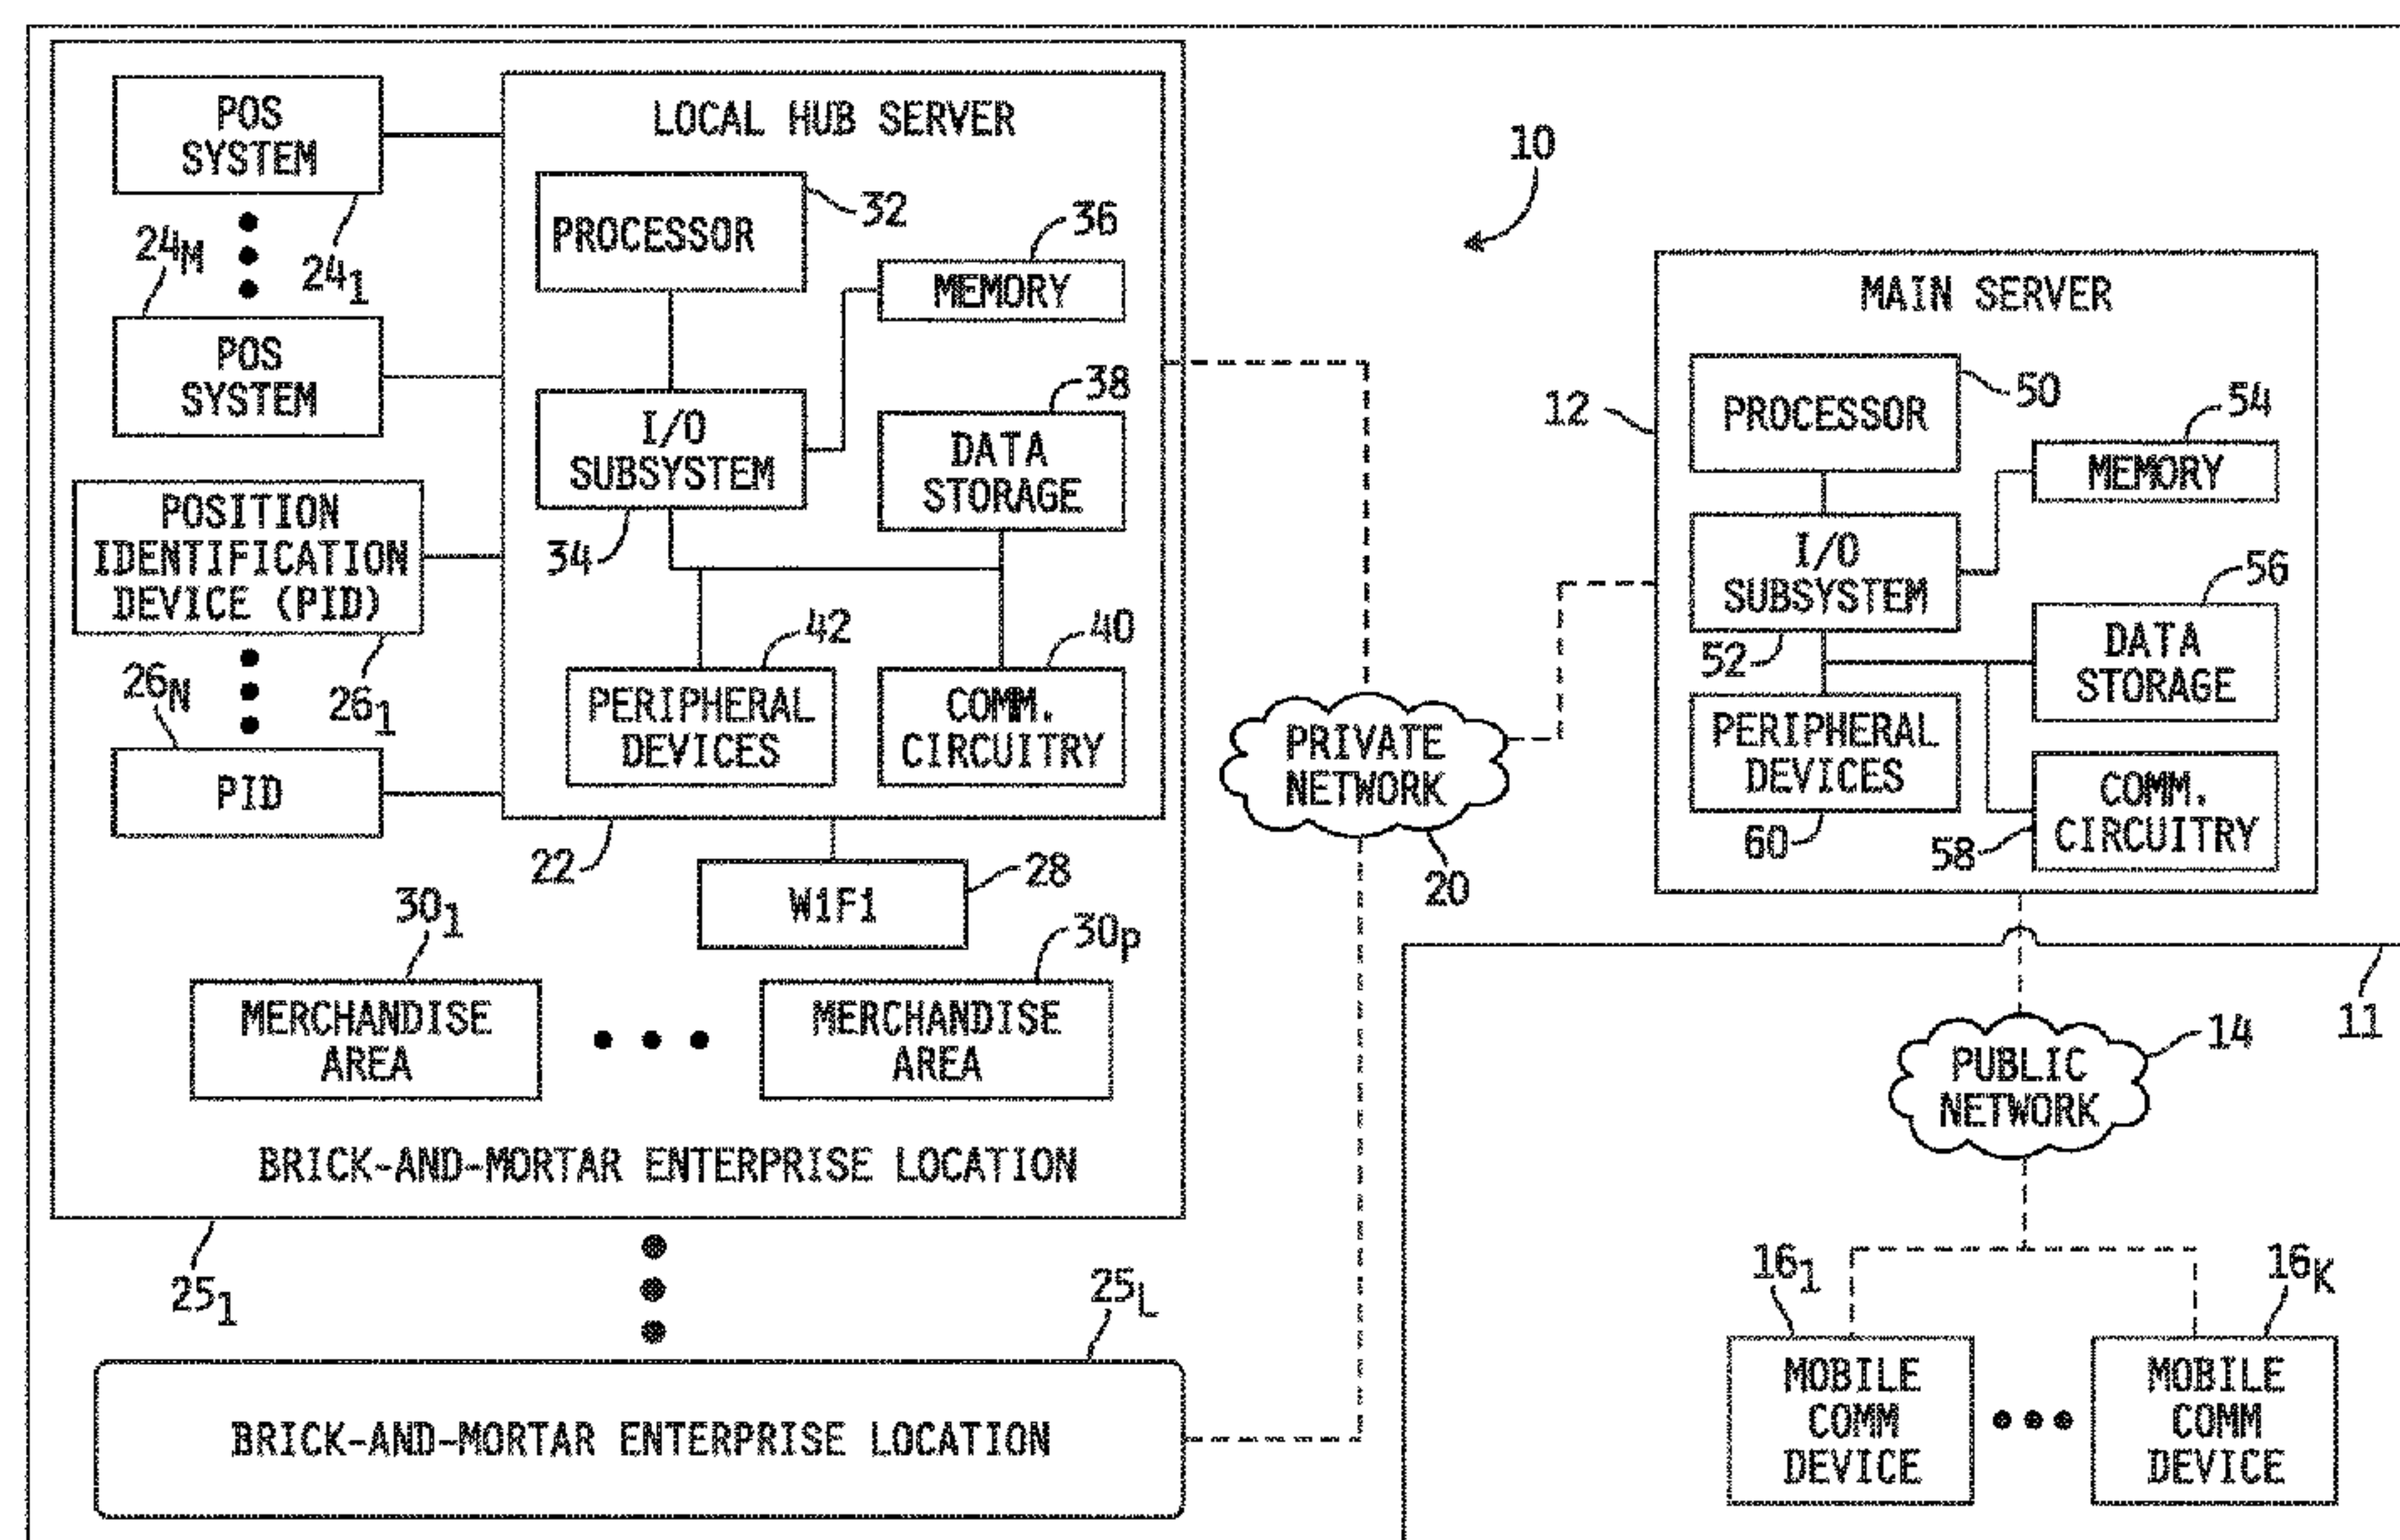 POS
SYSTEM
24M
241
POS
SYSTEM
POSITION
IDENTIFICATION
DEVICE (PID)
26N
261
PID
LOCAL HUB SERVER
PROCESSOR
32
36
MEMORY
I/O
SUBSYSTEM
34
38
DATA
STORAGE
42
40
PERIPHERAL
DEVICES
COMM.
CIRCUITRY
22
28
WiFi
301
30P
MERCHANDISE
AREA
MERCHANDISE
AREA
BRICK-AND-MORTAR ENTERPRISE LOCATION
251
25L
BRICK-AND-MORTAR ENTERPRISE LOCATION
10
PRIVATE
NETWORK
20
12
MAIN SERVER
PROCESSOR
50
54
MEMORY
I/O
SUBSYSTEM
52
56
DATA
STORAGE
PERIPHERAL
DEVICES
60
58
COMM.
CIRCUITRY
11
14
PUBLIC
NETWORK
161
16K
MOBILE
COMM
DEVICE
MOBILE
COMM
DEVICE